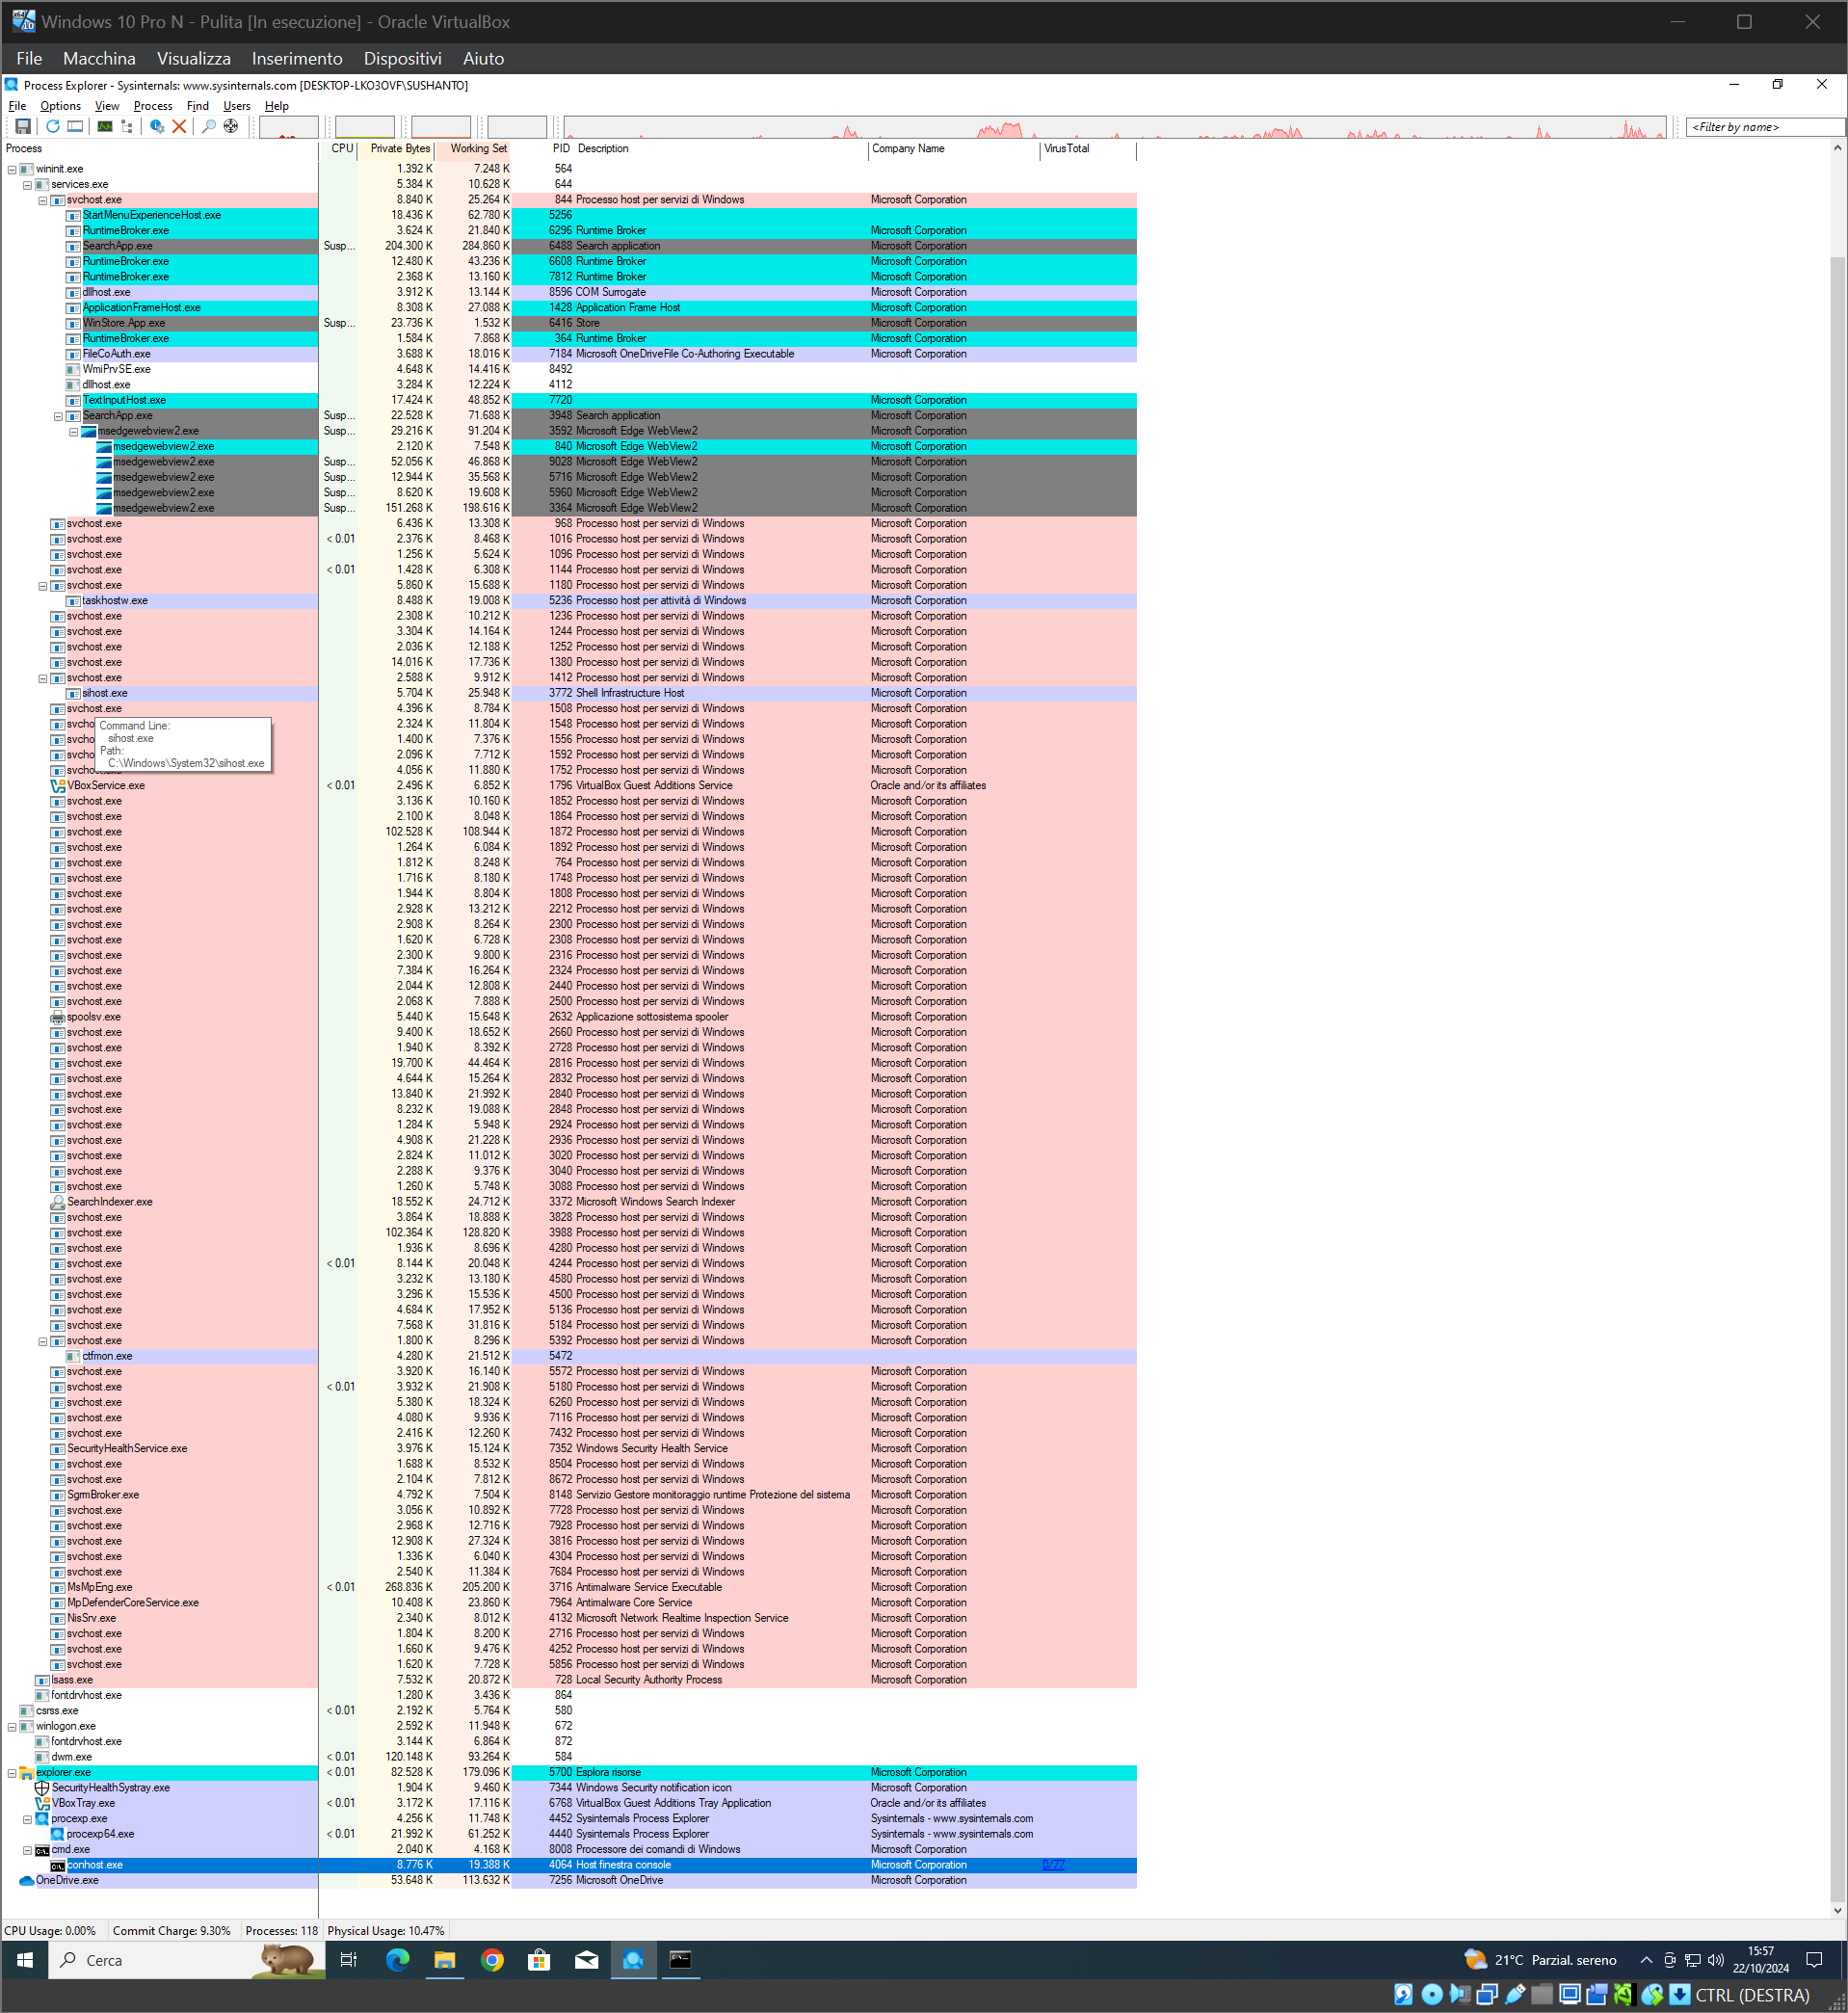 Windows 10 Pro N - Pulita [In esecuzione] - Oracle VirtualBox
File Macchina Visualizza Inserimento Dispositivi Aiuto
Process Explorer - Sysinternals: www.sysinternals.com [DESKTOP-LKO3OVF\SUSHANTO]
File Options View Process Find Users Help
<Filter by name>
Process CPU Private Bytes Working Set PID Description Company Name VirusTotal
wininit.exe 1.392 K 7.248 K 564
services.exe 5.384 K 10.628 K 644
svchost.exe 8.840 K 25.264 K 844 Processo host per servizi di Windows Microsoft Corporation
StartMenuExperienceHost.exe 18.436 K 62.780 K 5256
RuntimeBroker.exe 3.624 K 21.840 K 6296 Runtime Broker Microsoft Corporation
SearchApp.exe Susp... 204.300 K 284.860 K 6488 Search application Microsoft Corporation
RuntimeBroker.exe 12.480 K 43.236 K 6608 Runtime Broker Microsoft Corporation
RuntimeBroker.exe 2.368 K 13.160 K 7812 Runtime Broker Microsoft Corporation
dllhost.exe 3.912 K 13.144 K 8596 COM Surrogate Microsoft Corporation
ApplicationFrameHost.exe 8.308 K 27.088 K 1428 Application Frame Host Microsoft Corporation
WinStore.App.exe Susp... 23.736 K 1.532 K 6416 Store Microsoft Corporation
RuntimeBroker.exe 1.584 K 7.868 K 364 Runtime Broker Microsoft Corporation
FileCoAuth.exe 3.688 K 18.016 K 7184 Microsoft OneDriveFile Co-Authoring Executable Microsoft Corporation
WmiPrvSE.exe 4.648 K 14.416 K 8492
dllhost.exe 3.284 K 12.224 K 4112
TextInputHost.exe 17.424 K 48.852 K 7720 Microsoft Corporation
SearchApp.exe Susp... 22.528 K 71.688 K 3948 Search application Microsoft Corporation
msedgewebview2.exe Susp... 29.216 K 91.204 K 3592 Microsoft Edge WebView2 Microsoft Corporation
msedgewebview2.exe 2.120 K 7.548 K 840 Microsoft Edge WebView2 Microsoft Corporation
msedgewebview2.exe Susp... 52.056 K 46.868 K 9028 Microsoft Edge WebView2 Microsoft Corporation
msedgewebview2.exe Susp... 12.944 K 35.568 K 5716 Microsoft Edge WebView2 Microsoft Corporation
msedgewebview2.exe Susp... 8.620 K 19.608 K 5960 Microsoft Edge WebView2 Microsoft Corporation
msedgewebview2.exe Susp... 151.268 K 198.616 K 3364 Microsoft Edge WebView2 Microsoft Corporation
svchost.exe 6.436 K 13.308 K 968 Processo host per servizi di Windows Microsoft Corporation
svchost.exe < 0.01 2.376 K 8.468 K 1016 Processo host per servizi di Windows Microsoft Corporation
svchost.exe 1.256 K 5.624 K 1096 Processo host per servizi di Windows Microsoft Corporation
svchost.exe < 0.01 1.428 K 6.308 K 1144 Processo host per servizi di Windows Microsoft Corporation
svchost.exe 5.860 K 15.688 K 1180 Processo host per servizi di Windows Microsoft Corporation
taskhostw.exe 8.488 K 19.008 K 5236 Processo host per attività di Windows Microsoft Corporation
svchost.exe 2.308 K 10.212 K 1236 Processo host per servizi di Windows Microsoft Corporation
svchost.exe 3.304 K 14.164 K 1244 Processo host per servizi di Windows Microsoft Corporation
svchost.exe 2.036 K 12.188 K 1252 Processo host per servizi di Windows Microsoft Corporation
svchost.exe 14.016 K 17.736 K 1380 Processo host per servizi di Windows Microsoft Corporation
svchost.exe 2.588 K 9.912 K 1412 Processo host per servizi di Windows Microsoft Corporation
sihost.exe 5.704 K 25.948 K 3772 Shell Infrastructure Host Microsoft Corporation
svchost.exe 4.396 K 8.784 K 1508 Processo host per servizi di Windows Microsoft Corporation
svcho 2.324 K 11.804 K 1548 Processo host per servizi di Windows Microsoft Corporation
svcho 1.400 K 7.376 K 1556 Processo host per servizi di Windows Microsoft Corporation
svcho 2.096 K 7.712 K 1592 Processo host per servizi di Windows Microsoft Corporation
svchost.exe 4.056 K 11.880 K 1752 Processo host per servizi di Windows Microsoft Corporation
Command Line:
sihost.exe
Path:
C:\Windows\System32\sihost.exe
VBoxService.exe < 0.01 2.496 K 6.852 K 1796 VirtualBox Guest Additions Service Oracle and/or its affiliates
svchost.exe 3.136 K 10.160 K 1852 Processo host per servizi di Windows Microsoft Corporation
svchost.exe 2.100 K 8.048 K 1864 Processo host per servizi di Windows Microsoft Corporation
svchost.exe 102.528 K 108.944 K 1872 Processo host per servizi di Windows Microsoft Corporation
svchost.exe 1.264 K 6.084 K 1892 Processo host per servizi di Windows Microsoft Corporation
svchost.exe 1.812 K 8.248 K 764 Processo host per servizi di Windows Microsoft Corporation
svchost.exe 1.716 K 8.180 K 1748 Processo host per servizi di Windows Microsoft Corporation
svchost.exe 1.944 K 8.804 K 1808 Processo host per servizi di Windows Microsoft Corporation
svchost.exe 2.928 K 13.212 K 2212 Processo host per servizi di Windows Microsoft Corporation
svchost.exe 2.908 K 8.264 K 2300 Processo host per servizi di Windows Microsoft Corporation
svchost.exe 1.620 K 6.728 K 2308 Processo host per servizi di Windows Microsoft Corporation
svchost.exe 2.300 K 9.800 K 2316 Processo host per servizi di Windows Microsoft Corporation
svchost.exe 7.384 K 16.264 K 2324 Processo host per servizi di Windows Microsoft Corporation
svchost.exe 2.044 K 12.808 K 2440 Processo host per servizi di Windows Microsoft Corporation
svchost.exe 2.068 K 7.888 K 2500 Processo host per servizi di Windows Microsoft Corporation
spoolsv.exe 5.440 K 15.648 K 2632 Applicazione sottosistema spooler Microsoft Corporation
svchost.exe 9.400 K 18.652 K 2660 Processo host per servizi di Windows Microsoft Corporation
svchost.exe 1.940 K 8.392 K 2728 Processo host per servizi di Windows Microsoft Corporation
svchost.exe 19.700 K 44.464 K 2816 Processo host per servizi di Windows Microsoft Corporation
svchost.exe 4.644 K 15.264 K 2832 Processo host per servizi di Windows Microsoft Corporation
svchost.exe 13.840 K 21.992 K 2840 Processo host per servizi di Windows Microsoft Corporation
svchost.exe 8.232 K 19.088 K 2848 Processo host per servizi di Windows Microsoft Corporation
svchost.exe 1.284 K 5.948 K 2924 Processo host per servizi di Windows Microsoft Corporation
svchost.exe 4.908 K 21.228 K 2936 Processo host per servizi di Windows Microsoft Corporation
svchost.exe 2.824 K 11.012 K 3020 Processo host per servizi di Windows Microsoft Corporation
svchost.exe 2.288 K 9.376 K 3040 Processo host per servizi di Windows Microsoft Corporation
svchost.exe 1.260 K 5.748 K 3088 Processo host per servizi di Windows Microsoft Corporation
SearchIndexer.exe 18.552 K 24.712 K 3372 Microsoft Windows Search Indexer Microsoft Corporation
svchost.exe 3.864 K 18.888 K 3828 Processo host per servizi di Windows Microsoft Corporation
svchost.exe 102.364 K 128.820 K 3988 Processo host per servizi di Windows Microsoft Corporation
svchost.exe 1.936 K 8.696 K 4280 Processo host per servizi di Windows Microsoft Corporation
svchost.exe < 0.01 8.144 K 20.048 K 4244 Processo host per servizi di Windows Microsoft Corporation
svchost.exe 3.232 K 13.180 K 4580 Processo host per servizi di Windows Microsoft Corporation
svchost.exe 3.296 K 15.536 K 4500 Processo host per servizi di Windows Microsoft Corporation
svchost.exe 4.684 K 17.952 K 5136 Processo host per servizi di Windows Microsoft Corporation
svchost.exe 7.568 K 31.816 K 5184 Processo host per servizi di Windows Microsoft Corporation
svchost.exe 1.800 K 8.296 K 5392 Processo host per servizi di Windows Microsoft Corporation
ctfmon.exe 4.280 K 21.512 K 5472
svchost.exe 3.920 K 16.140 K 5572 Processo host per servizi di Windows Microsoft Corporation
svchost.exe < 0.01 3.932 K 21.908 K 5180 Processo host per servizi di Windows Microsoft Corporation
svchost.exe 5.380 K 18.324 K 6260 Processo host per servizi di Windows Microsoft Corporation
svchost.exe 4.080 K 9.936 K 7116 Processo host per servizi di Windows Microsoft Corporation
svchost.exe 2.416 K 12.260 K 7432 Processo host per servizi di Windows Microsoft Corporation
SecurityHealthService.exe 3.976 K 15.124 K 7352 Windows Security Health Service Microsoft Corporation
svchost.exe 1.688 K 8.532 K 8504 Processo host per servizi di Windows Microsoft Corporation
svchost.exe 2.104 K 7.812 K 8672 Processo host per servizi di Windows Microsoft Corporation
SgrmBroker.exe 4.792 K 7.504 K 8148 Servizio Gestore monitoraggio runtime Protezione del sistema Microsoft Corporation
svchost.exe 3.056 K 10.892 K 7728 Processo host per servizi di Windows Microsoft Corporation
svchost.exe 2.968 K 12.716 K 7928 Processo host per servizi di Windows Microsoft Corporation
svchost.exe 12.908 K 27.324 K 3816 Processo host per servizi di Windows Microsoft Corporation
svchost.exe 1.336 K 6.040 K 4304 Processo host per servizi di Windows Microsoft Corporation
svchost.exe 2.540 K 11.384 K 7684 Processo host per servizi di Windows Microsoft Corporation
MsMpEng.exe < 0.01 268.836 K 205.200 K 3716 Antimalware Service Executable Microsoft Corporation
MpDefenderCoreService.exe 10.408 K 23.860 K 7964 Antimalware Core Service Microsoft Corporation
NisSrv.exe 2.340 K 8.012 K 4132 Microsoft Network Realtime Inspection Service Microsoft Corporation
svchost.exe 1.804 K 8.200 K 2716 Processo host per servizi di Windows Microsoft Corporation
svchost.exe 1.660 K 9.476 K 4252 Processo host per servizi di Windows Microsoft Corporation
svchost.exe 1.620 K 7.728 K 5856 Processo host per servizi di Windows Microsoft Corporation
lsass.exe 7.532 K 20.872 K 728 Local Security Authority Process Microsoft Corporation
fontdrvhost.exe 1.280 K 3.436 K 864
csrss.exe < 0.01 2.192 K 5.764 K 580
winlogon.exe 2.592 K 11.948 K 672
fontdrvhost.exe 3.144 K 6.864 K 872
dwm.exe < 0.01 120.148 K 93.264 K 584
explorer.exe < 0.01 82.528 K 179.096 K 5700 Esplora risorse Microsoft Corporation
SecurityHealthSystray.exe 1.904 K 9.460 K 7344 Windows Security notification icon Microsoft Corporation
VBoxTray.exe < 0.01 3.172 K 17.116 K 6768 VirtualBox Guest Additions Tray Application Oracle and/or its affiliates
procexp.exe 4.256 K 11.748 K 4452 Sysinternals Process Explorer Sysinternals - www.sysinternals.com
procexp64.exe < 0.01 21.992 K 61.252 K 4440 Sysinternals Process Explorer Sysinternals - www.sysinternals.com
cmd.exe 2.040 K 4.168 K 8008 Processore dei comandi di Windows Microsoft Corporation
conhost.exe 8.776 K 19.388 K 4064 Host finestra console Microsoft Corporation 0/77
OneDrive.exe 53.648 K 113.632 K 7256 Microsoft OneDrive Microsoft Corporation
CPU Usage: 0.00% Commit Charge: 9.30% Processes: 118 Physical Usage: 10.47%
Cerca 21°C Parzial. sereno 15:57
22/10/2024
CTRL (DESTRA)